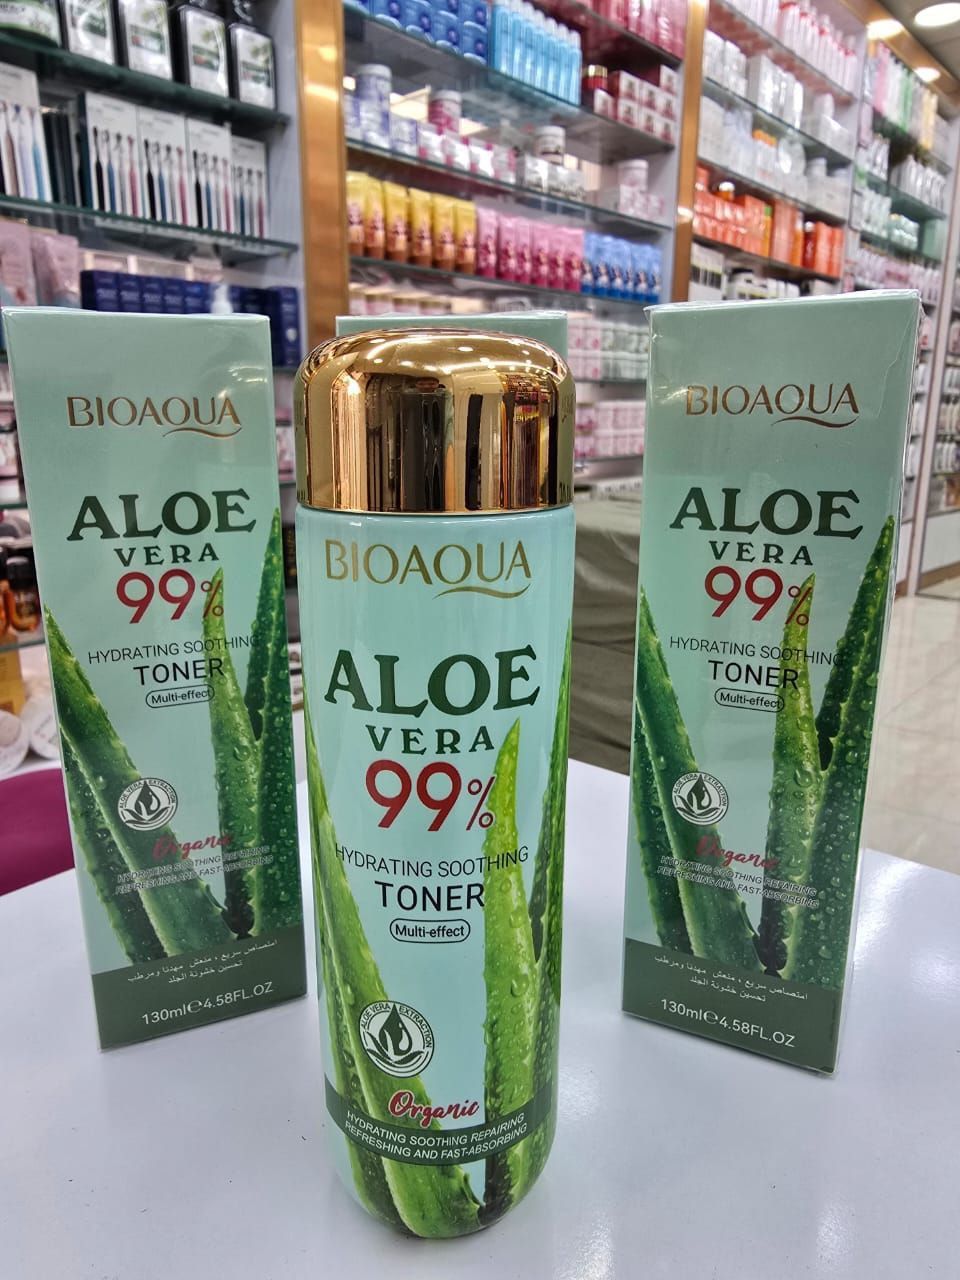 BIOAQUA
ALOE
VERA
99%
HYDRATING SOOTHING
TONER
Multi-effect
ALOE VERA EXTRACTION
Organic
HYDRATING SOOTHING REPAIRING
REFRESHING AND FAST-ABSORBING
امتصاص سريع ، منعش مهدئا ومرطب
تحسين خشونة الجلد
130ml℮4.58FL.OZ
BIOAQUA
ALOE
VERA
99%
HYDRATING SOOTHING
TONER
Multi-effect
ALOE VERA EXTRACTION
Organic
HYDRATING SOOTHING REPAIRING
REFRESHING AND FAST-ABSORBING
BIOAQUA
ALOE
VERA
99%
HYDRATING SOOTHING
TONER
Multi-effect
ALOE VERA EXTRACTION
Organic
HYDRATING SOOTHING REPAIRING
REFRESHING AND FAST-ABSORBING
امتصاص سريع ، منعش مهدئا ومرطب
تحسين خشونة الجلد
130ml℮4.58FL.OZ